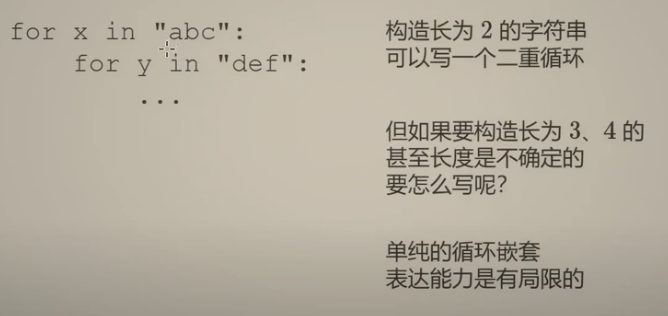 for x in "abc":
    for y in "def":
        ...
构造长为 2 的字符串
可以写一个二重循环
但如果要构造长为 3、4 的
甚至长度是不确定的
要怎么写呢？
单纯的循环嵌套
表达能力是有局限的